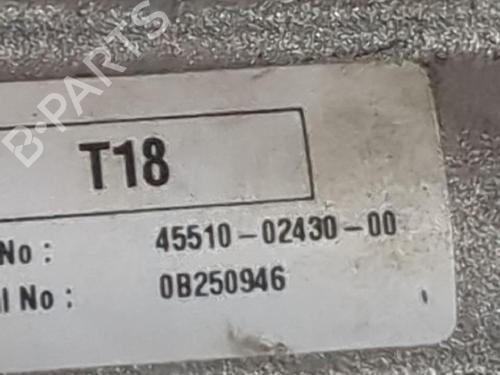 B-PARTS
T18
No : 45510-02430-00
l No : 0B250946